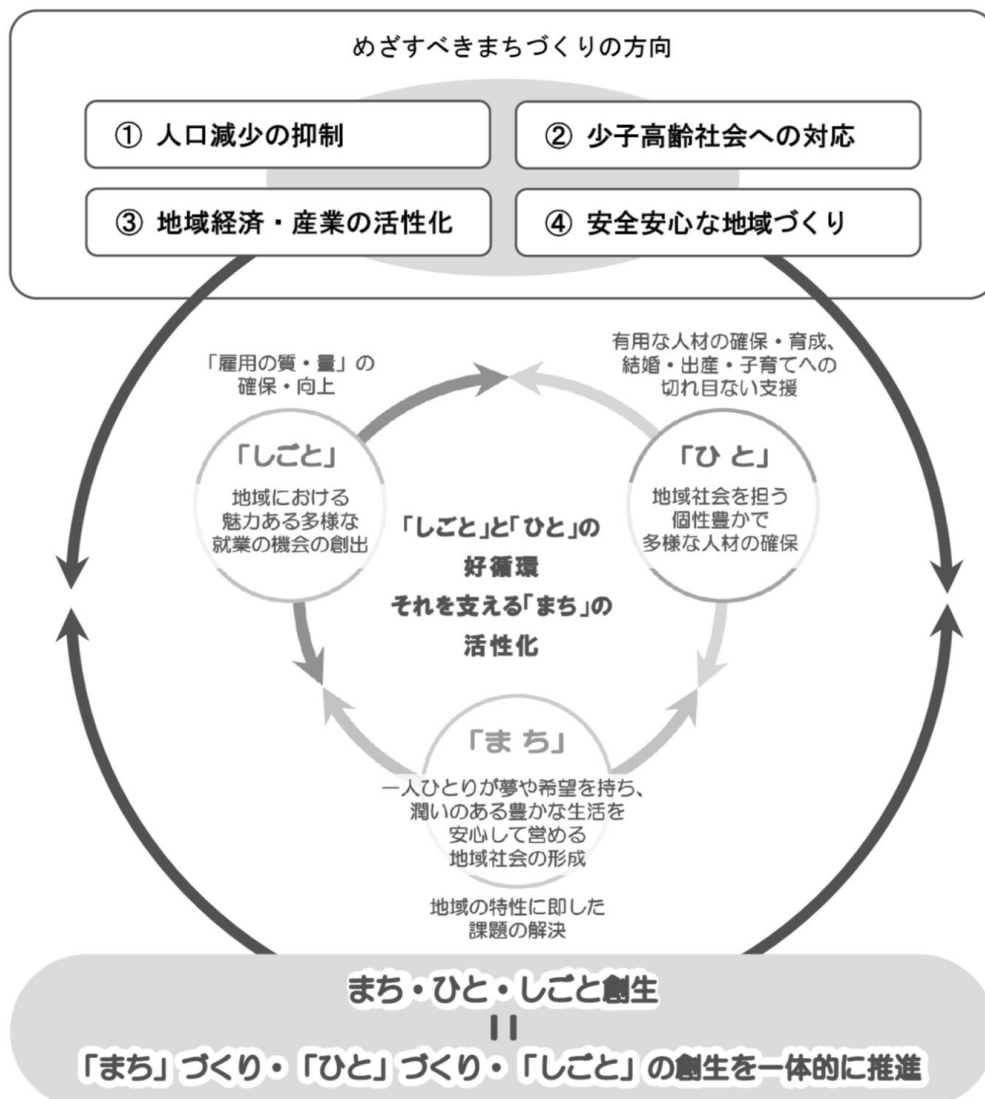 めざすべきまちづくりの方向
① 人口減少の抑制
② 少子高齢社会への対応
③ 地域経済・産業の活性化
④ 安全安心な地域づくり
「雇用の質・量」の
確保・向上
有用な人材の確保・育成、
結婚・出産・子育てへの
切れ目ない支援
「しごと」
地域における
魅力ある多様な
就業の機会の創出
「ひ と」
地域社会を担う
個性豊かで
多様な人材の確保
「しごと」と「ひと」の
好循環
それを支える「まち」の
活性化
「ま ち」
一人ひとりが夢や希望を持ち、
潤いのある豊かな生活を
安心して営める
地域社会の形成
地域の特性に即した
課題の解決
まち・ひと・しごと創生
＝
「まち」づくり・「ひと」づくり・「しごと」の創生を一体的に推進